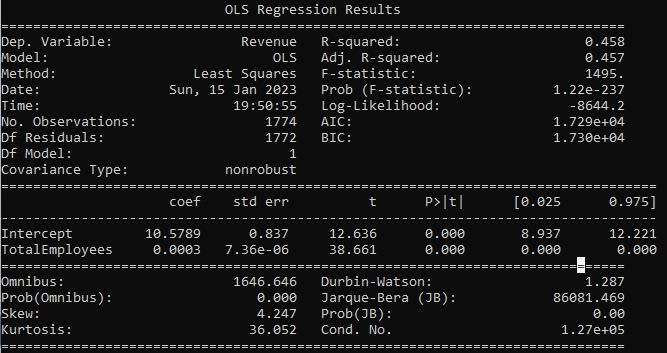 OLS Regression Results
==============================================================================
Dep. Variable: Revenue R-squared: 0.458
Model: OLS Adj. R-squared: 0.457
Method: Least Squares F-statistic: 1495.
Date: Sun, 15 Jan 2023 Prob (F-statistic): 1.22e-237
Time: 19:50:55 Log-Likelihood: -8644.2
No. Observations: 1774 AIC: 1.729e+04
Df Residuals: 1772 BIC: 1.730e+04
Df Model: 1
Covariance Type: nonrobust
==================================================================================
coef std err t P>|t| [0.025 0.975]
----------------------------------------------------------------------------------
Intercept 10.5789 0.837 12.636 0.000 8.937 12.221
TotalEmployees 0.0003 7.36e-06 38.661 0.000 0.000 0.000
==============================================================================
Omnibus: 1646.646 Durbin-Watson: 1.287
Prob(Omnibus): 0.000 Jarque-Bera (JB): 86081.469
Skew: 4.247 Prob(JB): 0.00
Kurtosis: 36.052 Cond. No. 1.27e+05
==============================================================================